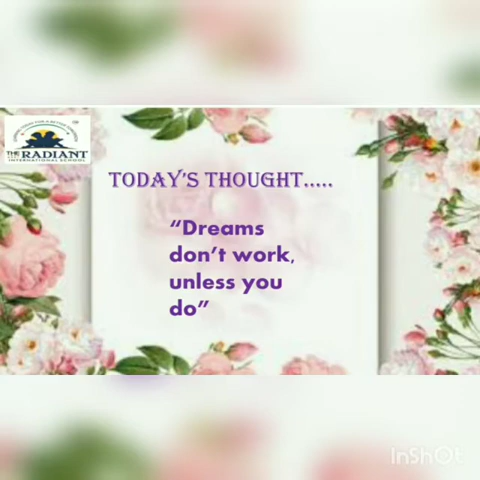 THE RADIANT
INTERNATIONAL SCHOOL
TODAY'S THOUGHT.....
“Dreams
don’t work,
unless you
do”
InShOt